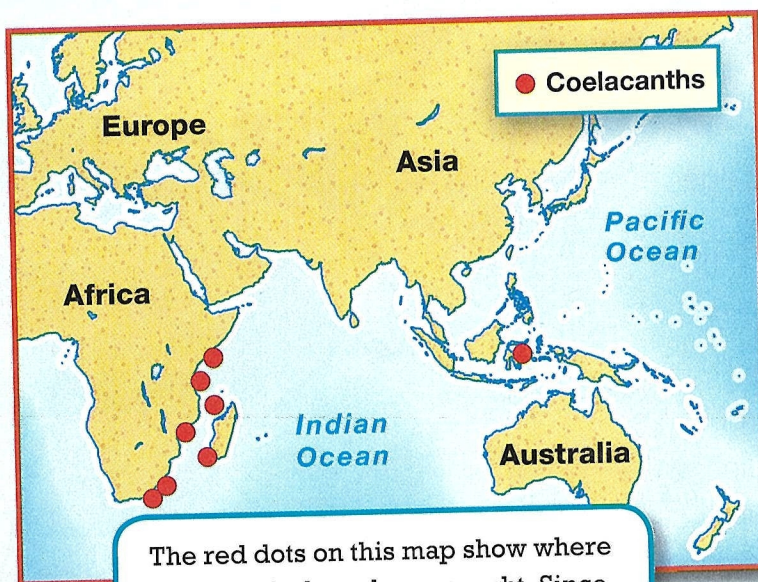 Coelacanths
Europe
Asia
Pacific
Ocean
Africa
Indian
Ocean
Australia
The red dots on this map show where